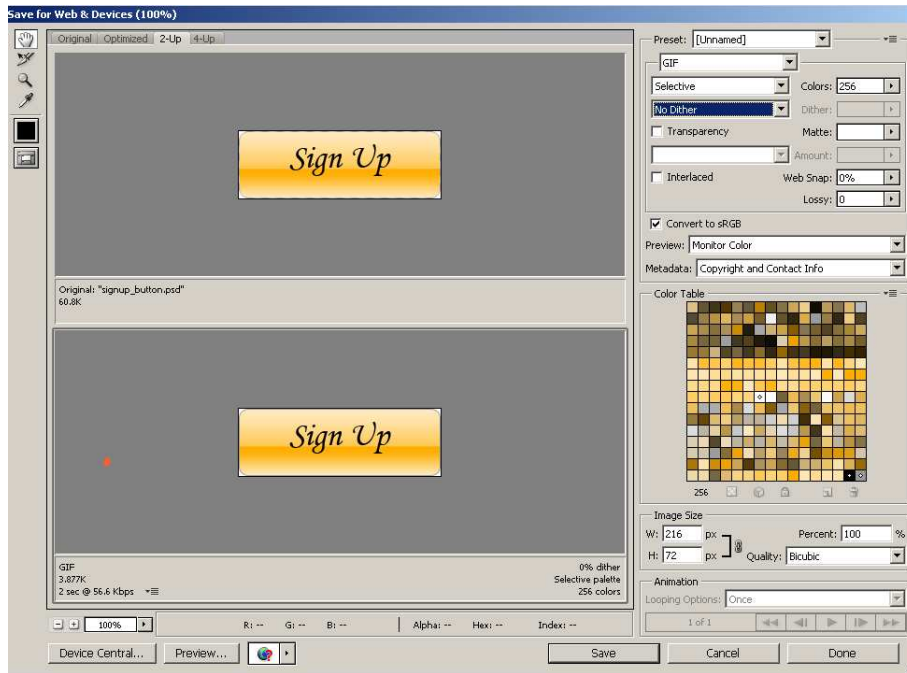 Save for Web & Devices (100%)
Original Optimized 2-Up 4-Up
Sign Up
Original: "signup_button.psd"
60.8K
Sign Up
GIF
3.877K
2 sec @ 56.6 Kbps
0% dither
Selective palette
256 colors
100%
R: -- G: -- B: -- Alpha: -- Hex: -- Index: --
Preset: [Unnamed]
GIF
Selective Colors: 256
No Dither Dither:
Transparency Matte:
Amount:
Interlaced Web Snap: 0%
Lossy: 0
Convert to sRGB
Preview: Monitor Color
Metadata: Copyright and Contact Info
Color Table
256
Image Size
W: 216 px Percent: 100 %
H: 72 px Quality: Bicubic
Animation
Looping Options: Once
1 of 1
Device Central... Preview... Save Cancel Done